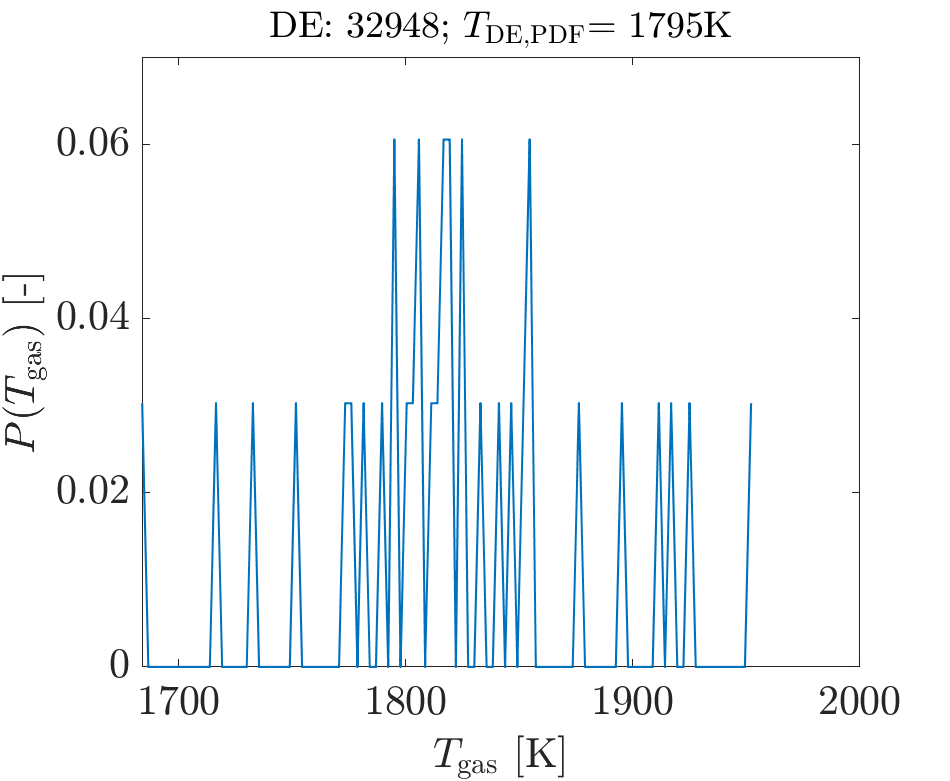 DE: 32948; T_DE,PDF= 1795K
P(T_gas) [-]
0.06
0.04
0.02
0
1700 1800 1900 2000
T_gas [K]